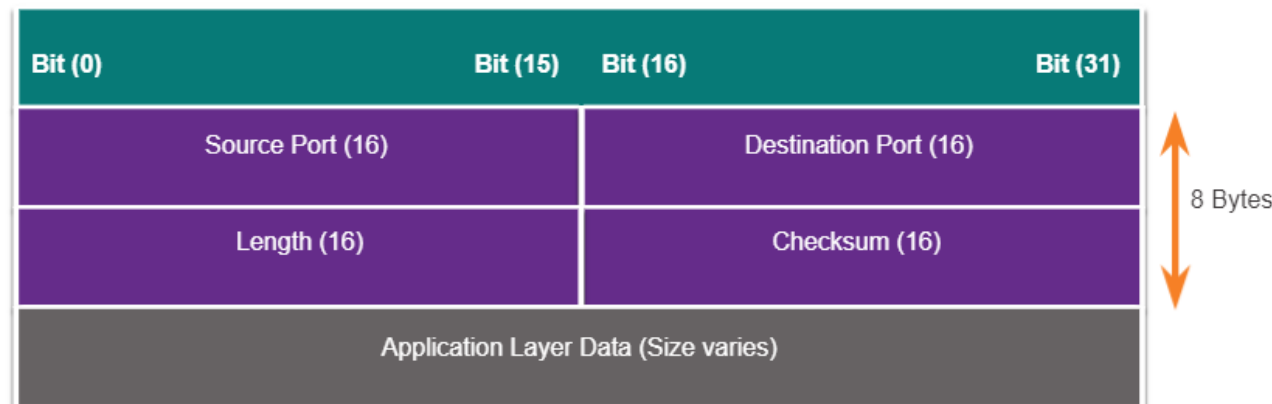 Bit (0) Bit (15) Bit (16) Bit (31)
Source Port (16) Destination Port (16)
8 Bytes
Length (16) Checksum (16)
Application Layer Data (Size varies)